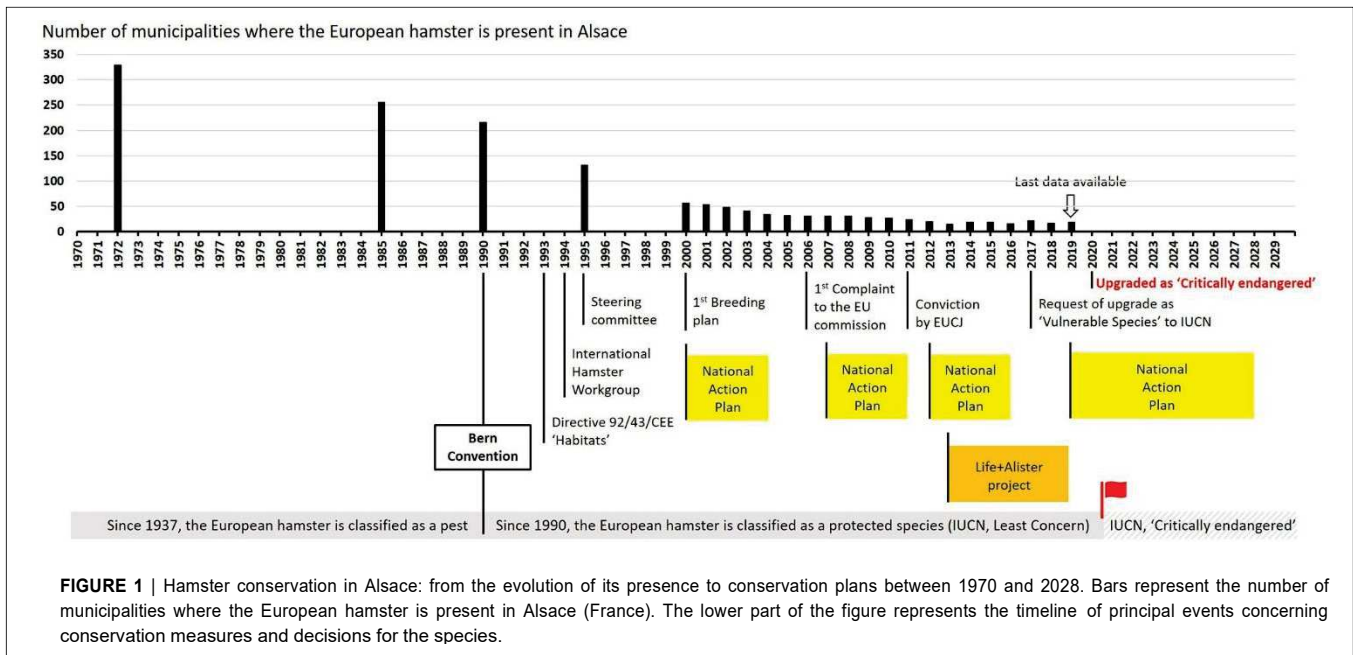 Number of municipalities where the European hamster is present in Alsace
350
300
250
200
150
100
50
0
Last data available
1970
1971
1972
1973
1974
1975
1976
1977
1978
1979
1980
1981
1982
1983
1984
1985
1986
1987
1988
1989
1990
1991
1992
1993
1994
1995
1996
1997
1998
1999
2000
2001
2002
2003
2004
2005
2006
2007
2008
2009
2010
2011
2012
2013
2014
2015
2016
2017
2018
2019
2020
2021
2022
2023
2024
2025
2026
2027
2028
2029
Upgraded as ‘Critically endangered’
Steering
committee
1st Breeding
plan
1st Complaint
to the EU
commission
Conviction
by EUCJ
Request of upgrade as
‘Vulnerable Species’ to IUCN
International
Hamster
Workgroup
National
Action
Plan
National
Action
Plan
National
Action
Plan
National
Action
Plan
Directive 92/43/CEE
‘Habitats’
Bern
Convention
Life+Alister
project
Since 1937, the European hamster is classified as a pest
Since 1990, the European hamster is classified as a protected species (IUCN, Least Concern)
IUCN, ‘Critically endangered’
FIGURE 1 | Hamster conservation in Alsace: from the evolution of its presence to conservation plans between 1970 and 2028. Bars represent the number of
municipalities where the European hamster is present in Alsace (France). The lower part of the figure represents the timeline of principal events concerning
conservation measures and decisions for the species.